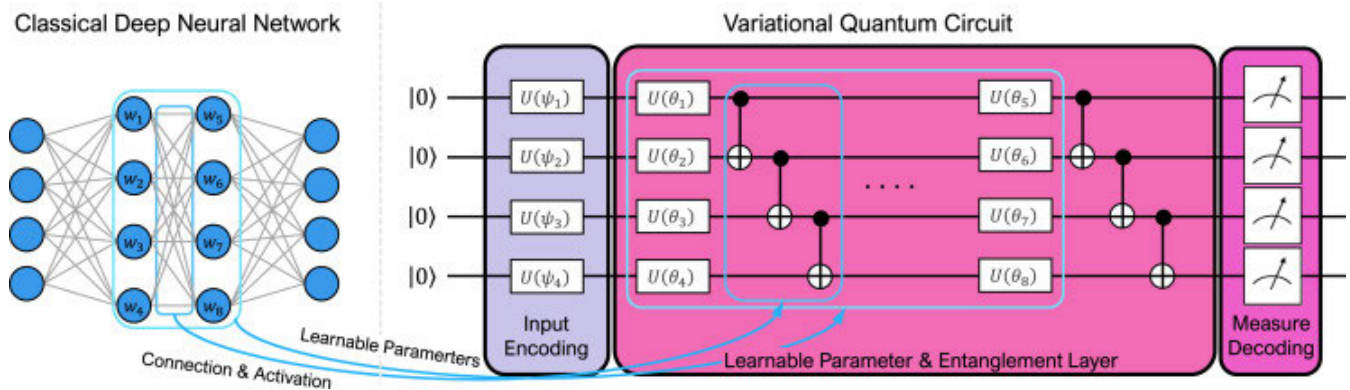 Classical Deep Neural Network
Variational Quantum Circuit
w₁
w₂
w₃
w₄
w₅
w₆
w₇
w₈
|0⟩ U(ψ₁) U(θ₁) U(θ₅)
|0⟩ U(ψ₂) U(θ₂) U(θ₆)
....
|0⟩ U(ψ₃) U(θ₃) U(θ₇)
|0⟩ U(ψ₄) U(θ₄) U(θ₈)
Input
Encoding
Learnable Paramerters
Connection & Activation
Learnable Parameter & Entanglement Layer
Measure
Decoding